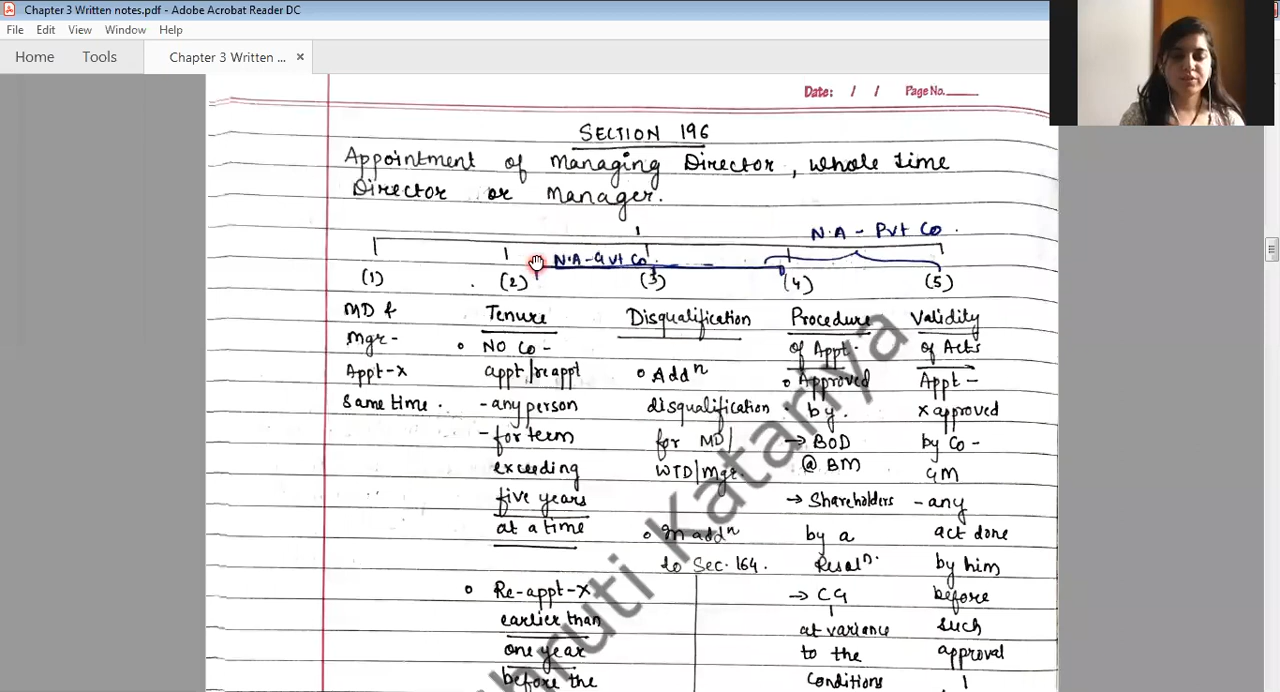 Chapter 3 Written notes.pdf - Adobe Acrobat Reader DC
File Edit View Window Help
Home Tools Chapter 3 Written ... ×
Date: / / Page No.
SECTION 196
Appointment of Managing Director, whole time
Director or Manager.
N.A - Pvt Co.
N.A - Gvt Co.
(1) (2) (3) (4) (5)
MD &
Mgr-
Appt-x
Same time.
Tenure
• NO Co -
appt/reappt
- any person
- for term
exceeding
five years
at a time
• Re-appt-x
earlier than
one year
before the
Disqualification
• Addn
disqualification
for MD/
WTD/Mgr.
• In addn
to Sec. 164.
Procedure
of Appt-
• Approved
by.
→ BOD
@ BM
→ Shareholders
by a
Resoln.
→ CG
at variance
to the
Conditions
Validity
of Acts
Appt-
x approved
by Co-
GM
- any
act done
by him
before
such
approval
hruti Katariya